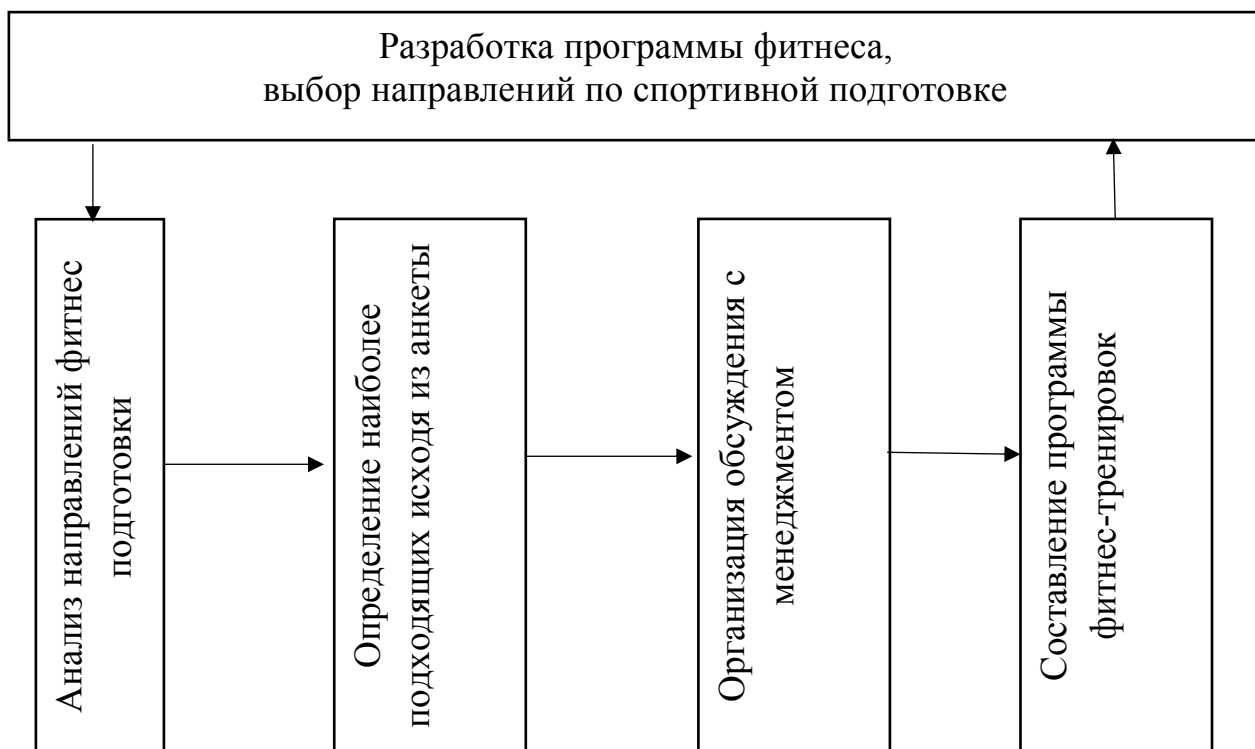 Разработка программы фитнеса,
выбор направлений по спортивной подготовке
Анализ направлений фитнес
подготовки
Определение наиболее
подходящих исходя из анкеты
Организация обсуждения с
менеджментом
Составление программы
фитнес-тренировок